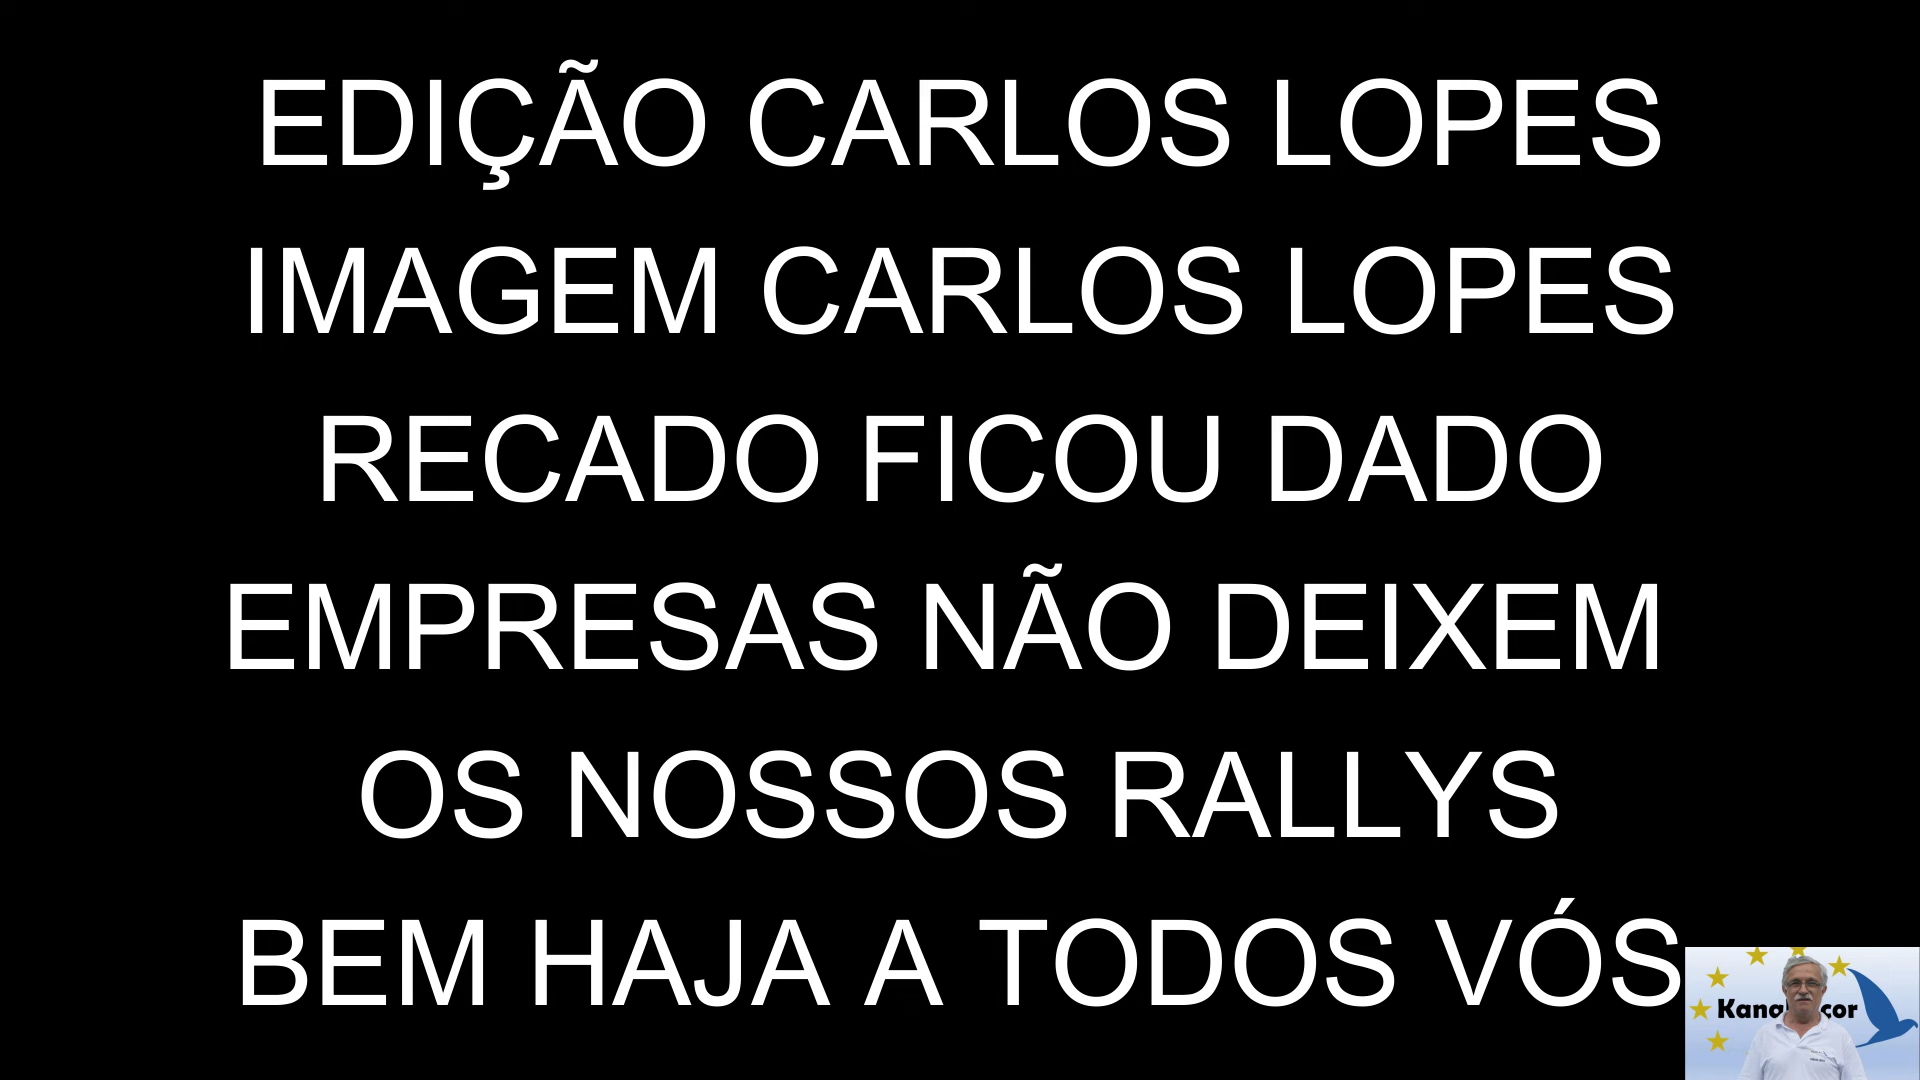 EDIÇÃO CARLOS LOPES
IMAGEM CARLOS LOPES
RECADO FICOU DADO
EMPRESAS NÃO DEIXEM
OS NOSSOS RALLYS
BEM HAJA A TODOS VÓS